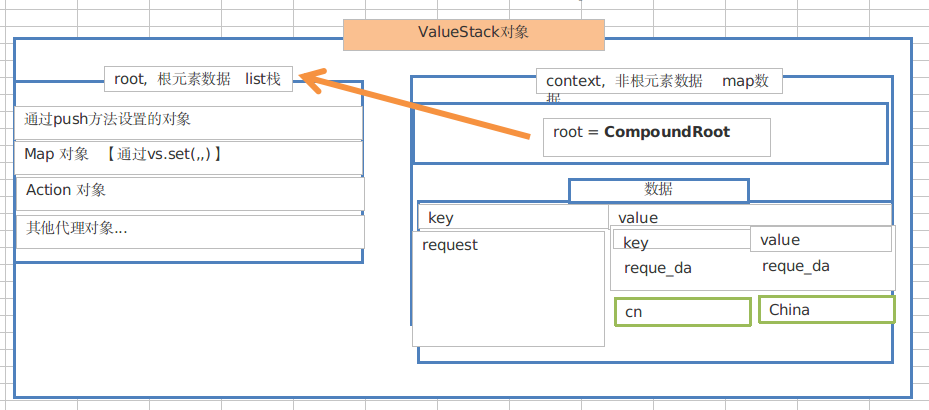 ValueStack对象
root, 根元素数据 list栈
通过push方法设置的对象
Map 对象 【 通过vs.set(,,) 】
Action 对象
其他代理对象...
context, 非根元素数据 map数
据
root = CompoundRoot
数据
key value
request
key value
reque_da reque_da
cn China